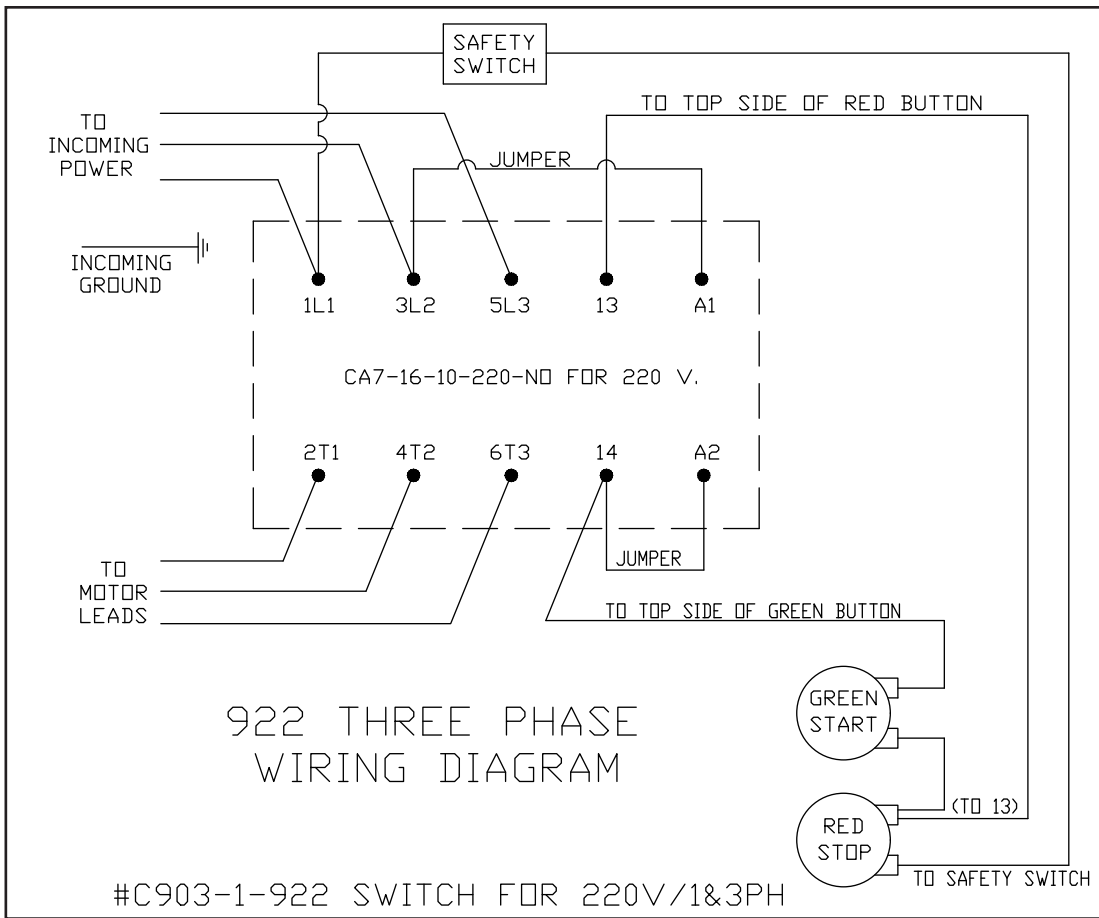 SAFETY
SWITCH
TO TOP SIDE OF RED BUTTON
TO
INCOMING
POWER
JUMPER
INCOMING
GROUND
1L1 3L2 5L3 13 A1
CA7-16-10-220-NO FOR 220 V.
2T1 4T2 6T3 14 A2
JUMPER
TO
MOTOR
LEADS
TO TOP SIDE OF GREEN BUTTON
GREEN
START
922 THREE PHASE
WIRING DIAGRAM
(TO 13)
RED
STOP
TO SAFETY SWITCH
#C903-1-922 SWITCH FOR 220V/1&3PH